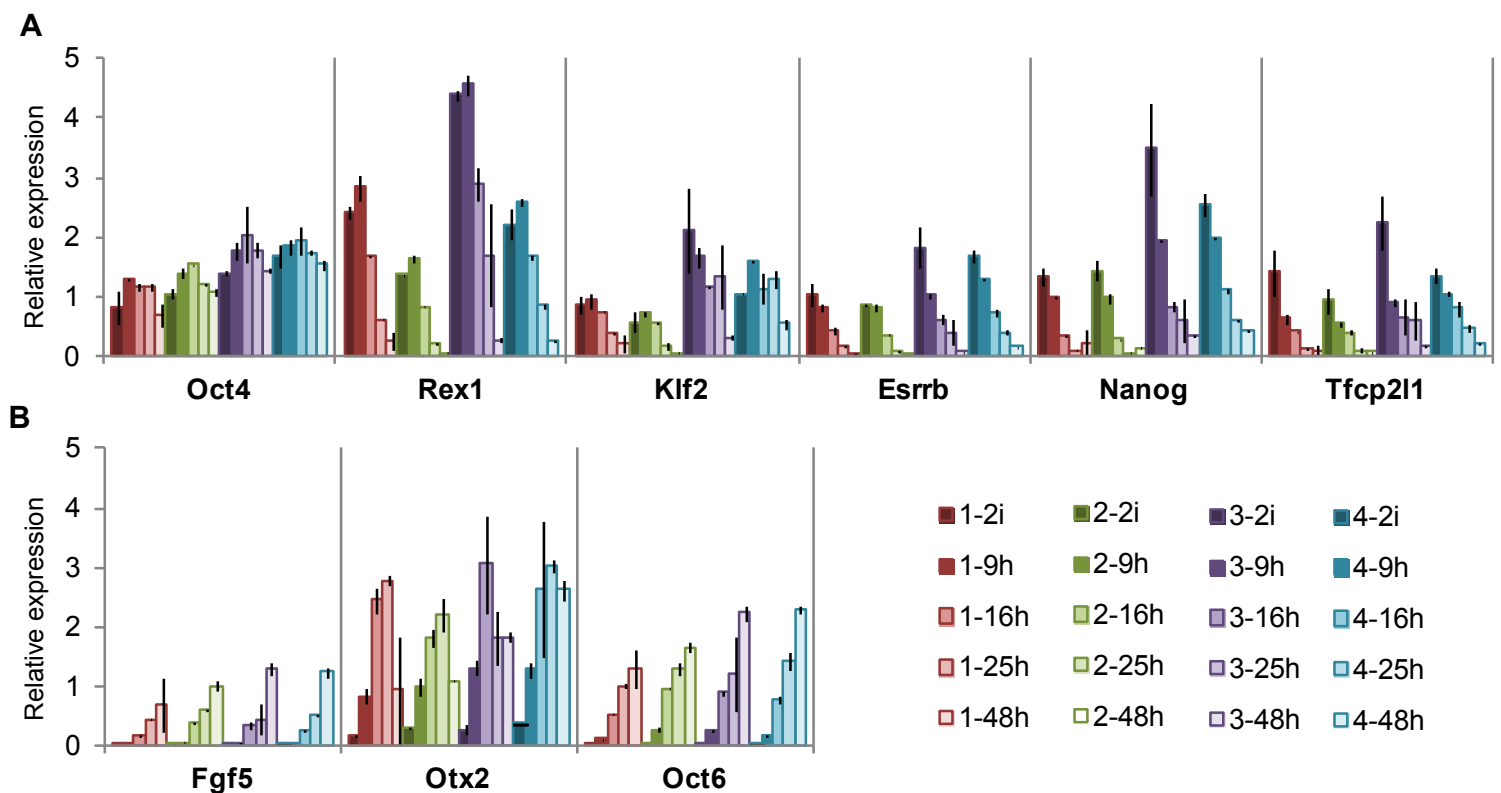 A
5
4
3
2
1
0
Relative expression
Oct4 Rex1 Klf2 Esrrb Nanog Tfcp2l1
B
5
4
3
2
1
0
Relative expression
Fgf5 Otx2 Oct6
1-2i 2-2i 3-2i 4-2i
1-9h 2-9h 3-9h 4-9h
1-16h 2-16h 3-16h 4-16h
1-25h 2-25h 3-25h 4-25h
1-48h 2-48h 3-48h 4-48h